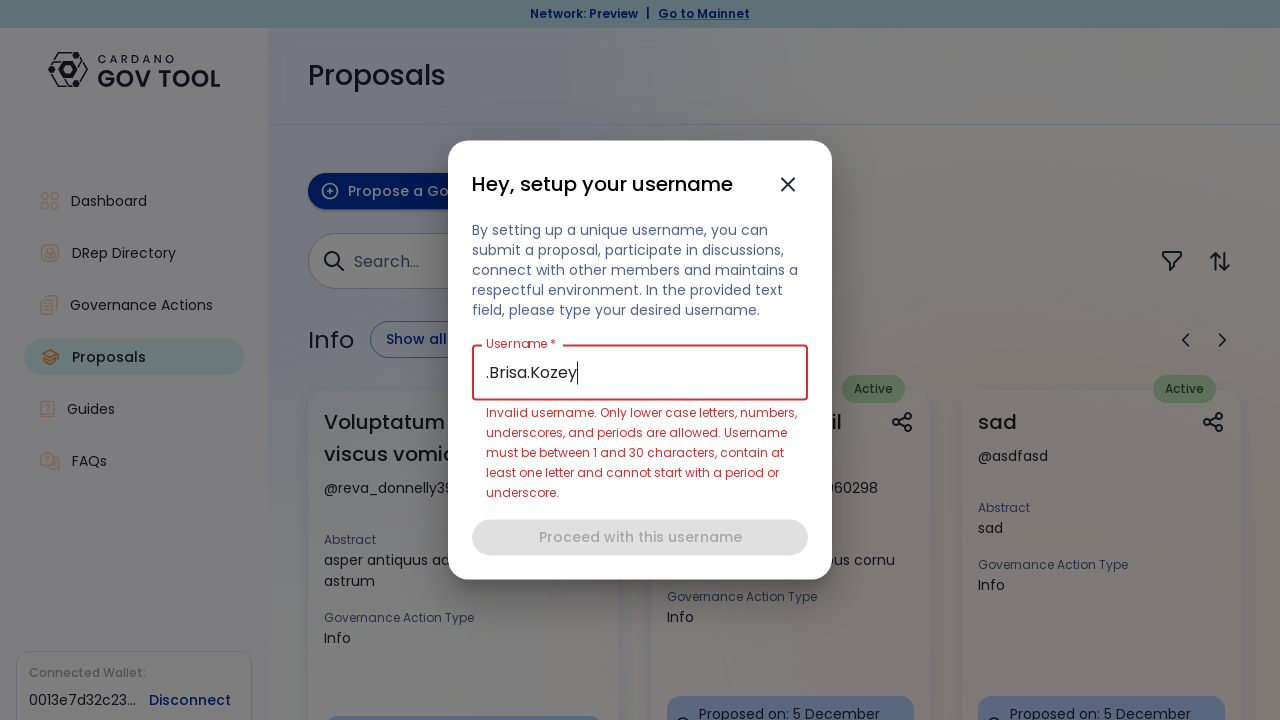 Network: Preview | Go to Mainnet
CARDANO
GOV TOOL
Proposals
Dashboard
DRep Directory
Governance Actions
Proposals
Guides
FAQs
Connected Wallet:
0013e7d32c23... Disconnect
Propose a Go
Search...
Info
Show all
Hey, setup your username
By setting up a unique username, you can
submit a proposal, participate in discussions,
connect with other members and maintains a
respectful environment. In the provided text
field, please type your desired username.
Username *
.Brisa.Kozey
Invalid username. Only lower case letters, numbers,
underscores, and periods are allowed. Username
must be between 1 and 30 characters, contain at
least one letter and cannot start with a period or
underscore.
Proceed with this username
Voluptatum
viscus vomic
@reva_donnelly39
Abstract
asper antiquus ad
astrum
Governance Action Type
Info
Active
il
60298
us cornu
Governance Action Type
Info
Proposed on: 5 December
Active
sad
@asdfasd
Abstract
sad
Governance Action Type
Info
Proposed on: 5 December